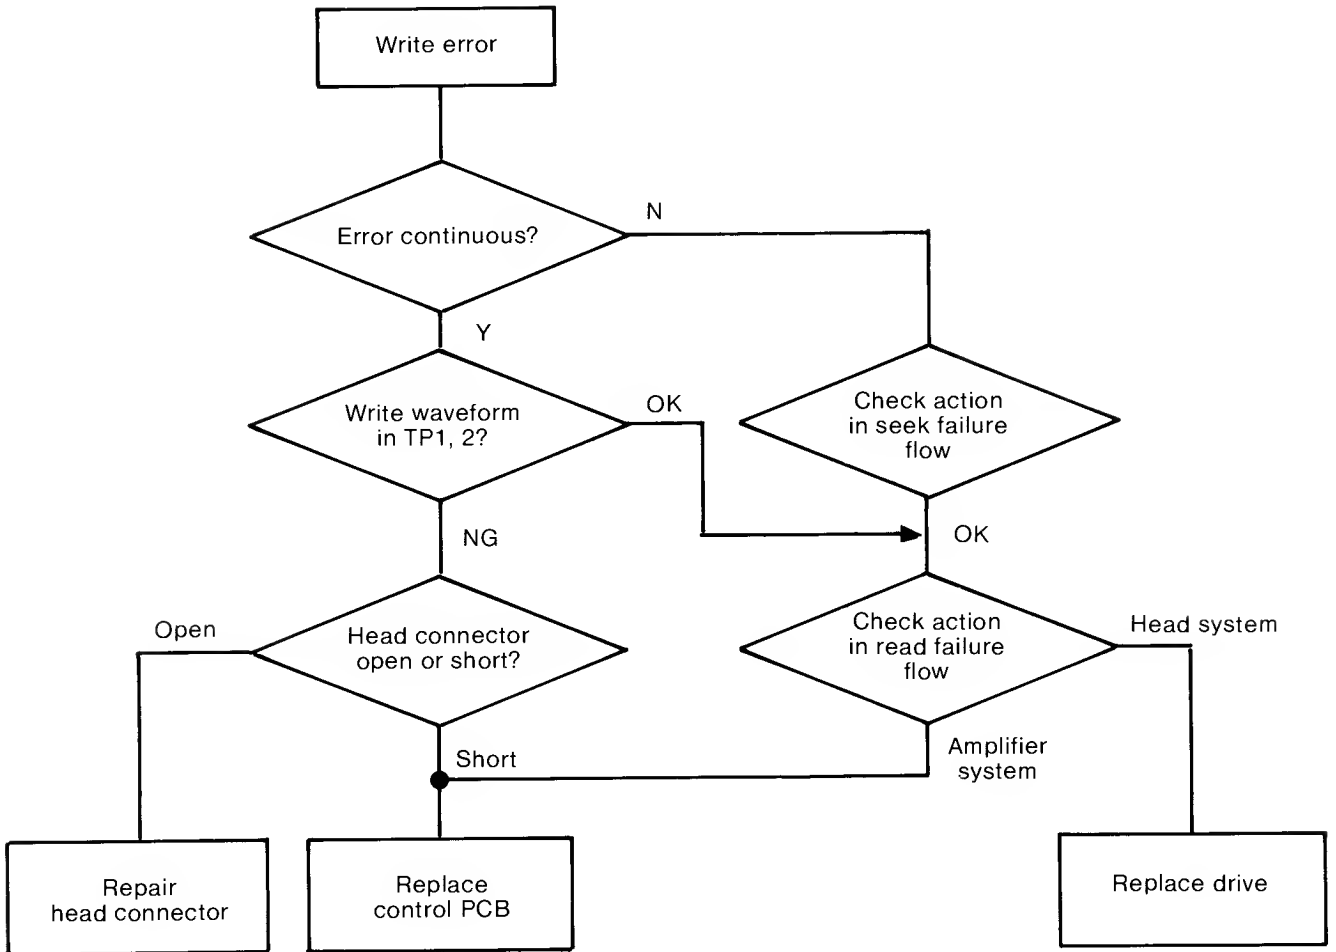 Write error
N
Error continuous?
Y
OK
Write waveform
in TP1, 2?
Check action
in seek failure
flow
NG
OK
Open
Head connector
open or short?
Check action
in read failure
flow
Head system
Short
Amplifier
system
Repair
head connector
Replace
control PCB
Replace drive